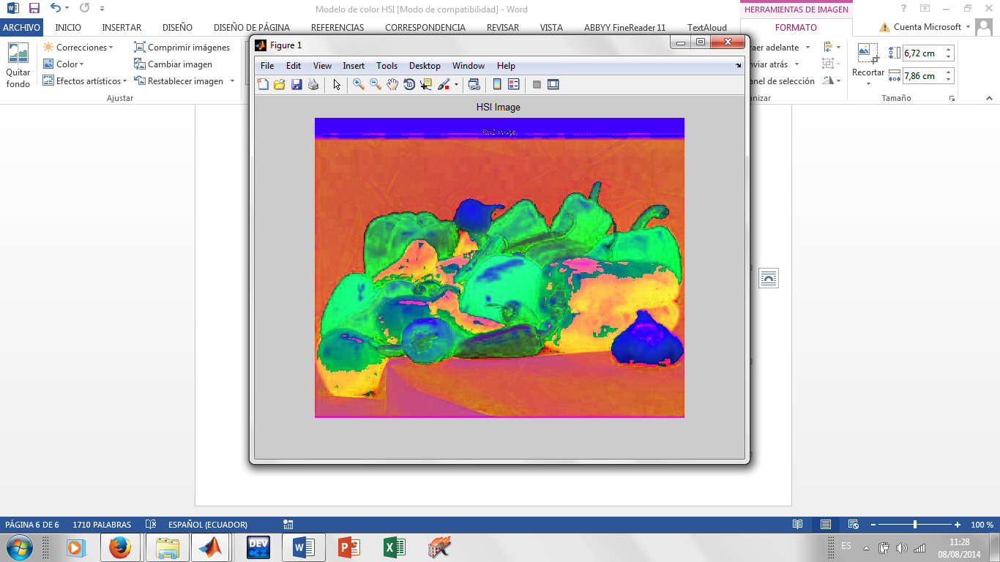 Modelo de color HSI [Modo de compatibilidad] - Word
HERRAMIENTAS DE IMAGEN
ARCHIVO INICIO INSERTAR DISEÑO DISEÑO DE PÁGINA REFERENCIAS CORRESPONDENCIA REVISAR VISTA ABBYY FineReader 11 TextAloud FORMATO Cuenta Microsoft
Quitar fondo
Correcciones
Color
Efectos artísticos
Comprimir imágenes
Cambiar imagen
Restablecer imagen
Ajustar
raer adelante
nviar atrás
anel de selección
anizar
Recortar
6,72 cm
7,86 cm
Tamaño
Figure 1
File Edit View Insert Tools Desktop Window Help
HSI Image
PÁGINA 6 DE 6 1710 PALABRAS ESPAÑOL (ECUADOR) 100 %
DEV
C++
ES
11:28
08/08/2014